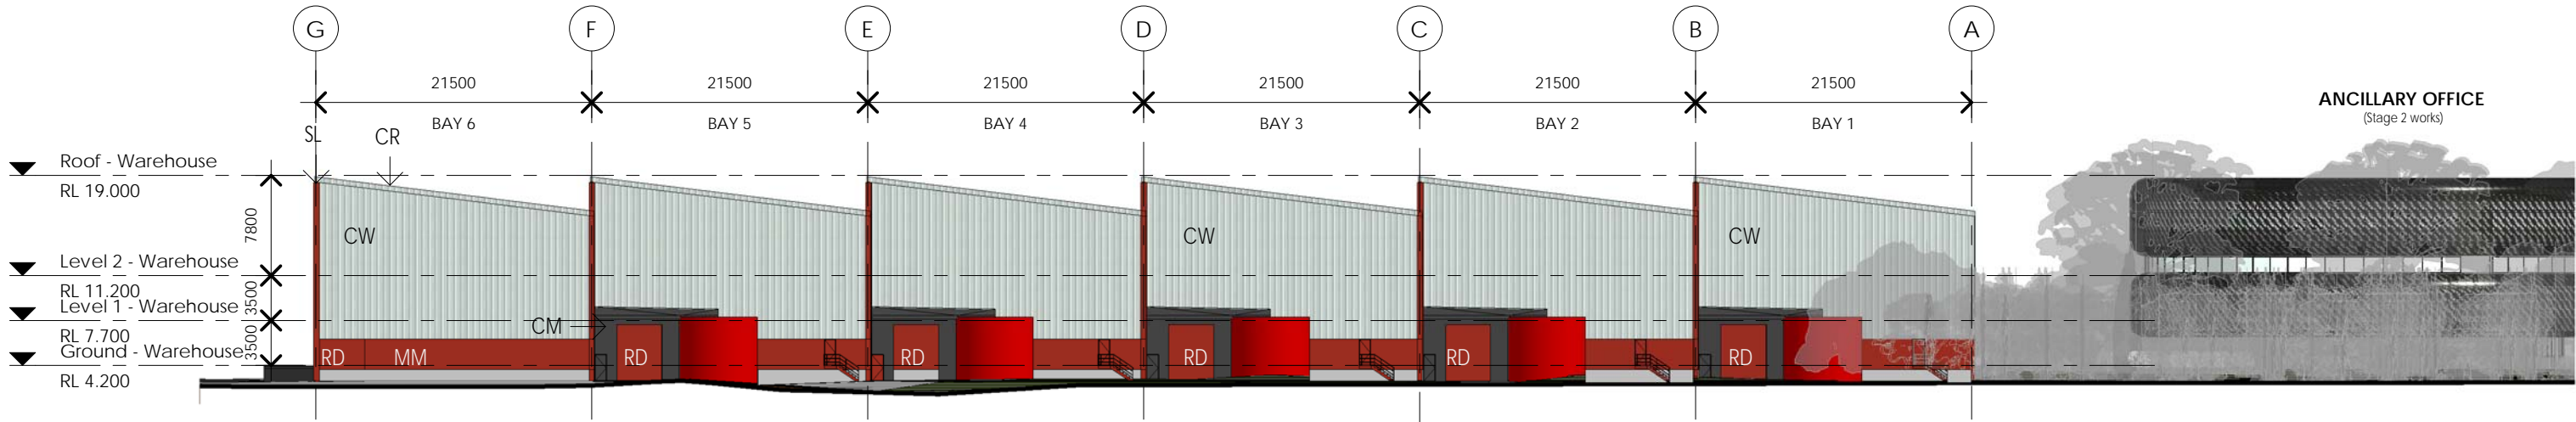 G F E D C B A
21500 21500 21500 21500 21500 21500
BAY 6 BAY 5 BAY 4 BAY 3 BAY 2 BAY 1
ANCILLARY OFFICE
(Stage 2 works)
SL CR
Roof - Warehouse
RL 19.000
7800
CW CW CW
Level 2 - Warehouse
RL 11.200
3500
Level 1 - Warehouse
RL 7.700
CM
3500
Ground - Warehouse
RL 4.200
RD MM RD RD RD RD RD